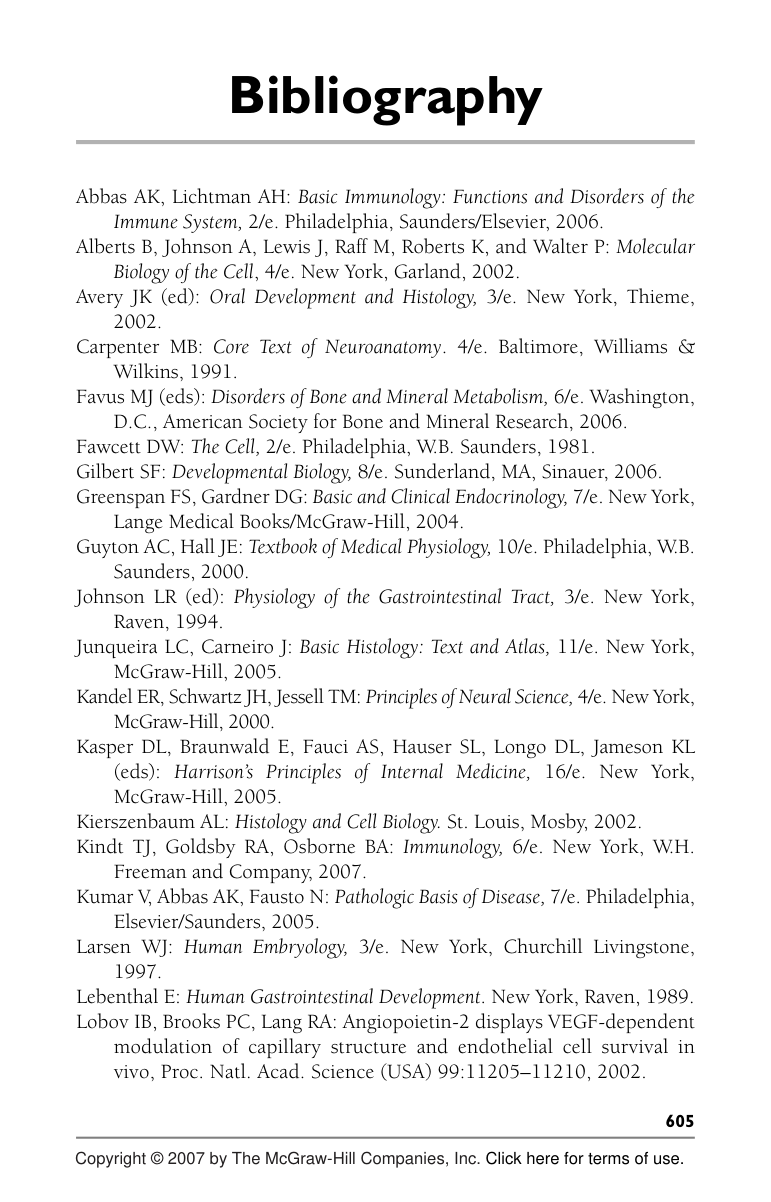 Bibliography
Abbas AK, Lichtman AH: Basic Immunology: Functions and Disorders of the
Immune System, 2/e. Philadelphia, Saunders/Elsevier, 2006.
Alberts B, Johnson A, Lewis J, Raff M, Roberts K, and Walter P: Molecular
Biology of the Cell, 4/e. New York, Garland, 2002.
Avery JK (ed): Oral Development and Histology, 3/e. New York, Thieme,
2002.
Carpenter MB: Core Text of Neuroanatomy. 4/e. Baltimore, Williams &
Wilkins, 1991.
Favus MJ (eds): Disorders of Bone and Mineral Metabolism, 6/e. Washington,
D.C., American Society for Bone and Mineral Research, 2006.
Fawcett DW: The Cell, 2/e. Philadelphia, W.B. Saunders, 1981.
Gilbert SF: Developmental Biology, 8/e. Sunderland, MA, Sinauer, 2006.
Greenspan FS, Gardner DG: Basic and Clinical Endocrinology, 7/e. New York,
Lange Medical Books/McGraw-Hill, 2004.
Guyton AC, Hall JE: Textbook of Medical Physiology, 10/e. Philadelphia, W.B.
Saunders, 2000.
Johnson LR (ed): Physiology of the Gastrointestinal Tract, 3/e. New York,
Raven, 1994.
Junqueira LC, Carneiro J: Basic Histology: Text and Atlas, 11/e. New York,
McGraw-Hill, 2005.
Kandel ER, Schwartz JH, Jessell TM: Principles of Neural Science, 4/e. New York,
McGraw-Hill, 2000.
Kasper DL, Braunwald E, Fauci AS, Hauser SL, Longo DL, Jameson KL
(eds): Harrison’s Principles of Internal Medicine, 16/e. New York,
McGraw-Hill, 2005.
Kierszenbaum AL: Histology and Cell Biology. St. Louis, Mosby, 2002.
Kindt TJ, Goldsby RA, Osborne BA: Immunology, 6/e. New York, W.H.
Freeman and Company, 2007.
Kumar V, Abbas AK, Fausto N: Pathologic Basis of Disease, 7/e. Philadelphia,
Elsevier/Saunders, 2005.
Larsen WJ: Human Embryology, 3/e. New York, Churchill Livingstone,
1997.
Lebenthal E: Human Gastrointestinal Development. New York, Raven, 1989.
Lobov IB, Brooks PC, Lang RA: Angiopoietin-2 displays VEGF-dependent
modulation of capillary structure and endothelial cell survival in
vivo, Proc. Natl. Acad. Science (USA) 99:11205–11210, 2002.
605
Copyright © 2007 by The McGraw-Hill Companies, Inc. Click here for terms of use.